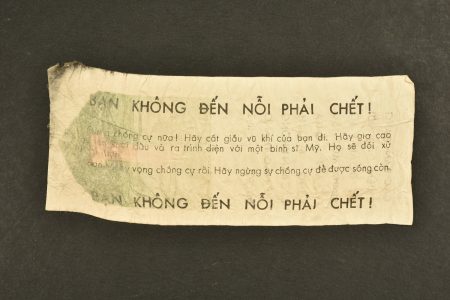 BẠN KHÔNG ĐẾN NỖI PHẢI CHẾT!
chống cự nữa! Hãy cất giấu vũ khí của bạn đi. Hãy giơ cao
đầu và ra trình diện với một binh sĩ Mỹ. Họ sẽ đối xử
vọng chống cự rồi. Hãy ngừng sự chống cự để được sống còn.
BẠN KHÔNG ĐẾN NỖI PHẢI CHẾT!